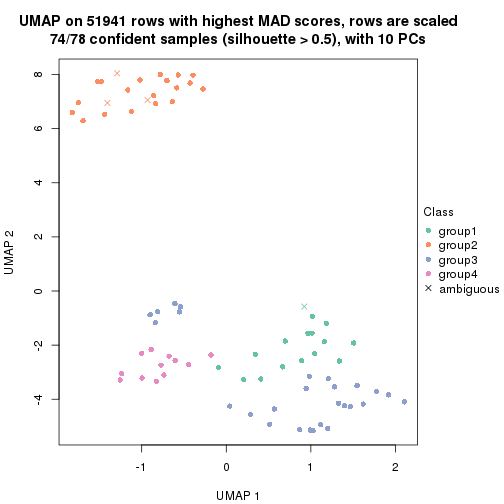 UMAP on 51941 rows with highest MAD scores, rows are scaled
74/78 confident samples (silhouette > 0.5), with 10 PCs
8
6
4
2
0
-2
-4
UMAP 2
-1
0
1
2
UMAP 1
Class
group1
group2
group3
group4
ambiguous